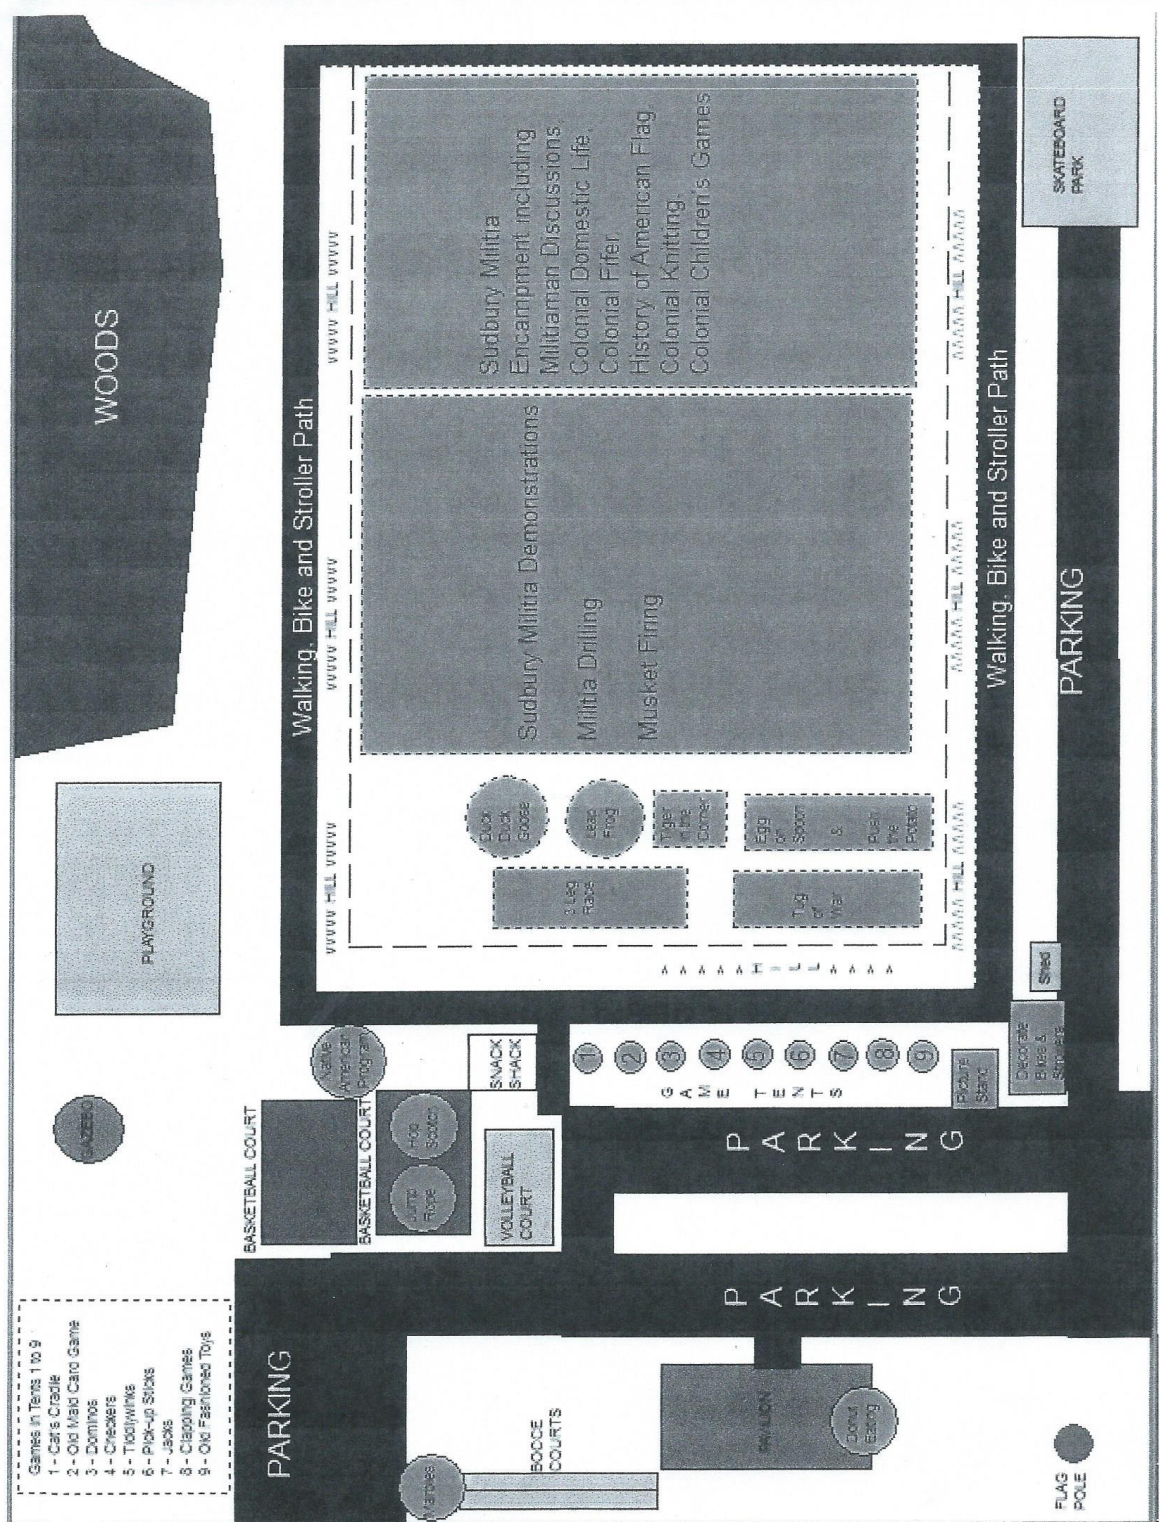 Games in Tents 1 to 9
1 - Cat's Cradle
2 - Old Maid Card Game
3 - Dominos
4 - Checkers
5 - Tiddlywinks
6 - Pick-up Sticks
7 - Jacks
8 - Clapping Games
9 - Old Fashioned Toys
GAZEBO
PLAYGROUND
WOODS
PARKING
BASKETBALL COURT
BASKETBALL COURT
Native
American
Program
Jump
Rope
Hop
Scotch
VOLLEYBALL
COURT
SNACK
SHACK
Walking, Bike and Stroller Path
vvvvv HILL vvvvv
vvvvv HILL vvvvv
vvvvv HILL vvvvv
Marbles
BOCCE
COURTS
PAVILION
Donut
Eating
FLAG
POLE
PARKING
PARKING
GAME TENTS
1
2
3
4
5
6
7
8
9
Picture
Stand
Decorate
Bikes &
Strollers
Shed
>>>>> HILL >>>>
3 Leg
Race
Tug
of
War
Duck
Duck
Goose
Leap
Frog
Tiger
in the
Corner
Egg
on
Spoon
&
Push
the
Potato
Sudbury Militia Demonstrations
Militia Drilling
Musket Firing
Sudbury Militia
Encampment including
Militiaman Discussions,
Colonial Domestic Life,
Colonial Fifer,
History of American Flag,
Colonial Knitting,
Colonial Children's Games
^^^^^ HILL ^^^^^
^^^^^ HILL ^^^^^
^^^^^ HILL ^^^^^
Walking, Bike and Stroller Path
PARKING
SKATEBOARD
PARK